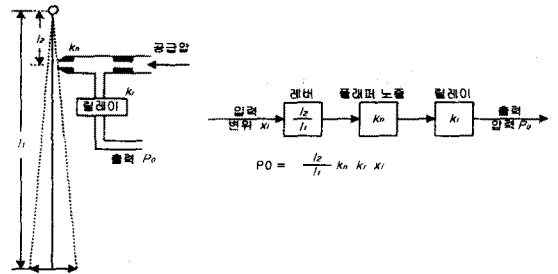 l₂
kₙ
공급압
kᵣ
릴레이
l₁
출력 P₀
레버
플래퍼 노즐
릴레이
입력
변위 xᵢ
l₂
l₁
kₙ
kᵣ
출력
압력 P₀
P0 = l₂/l₁ kₙ kᵣ xᵢ